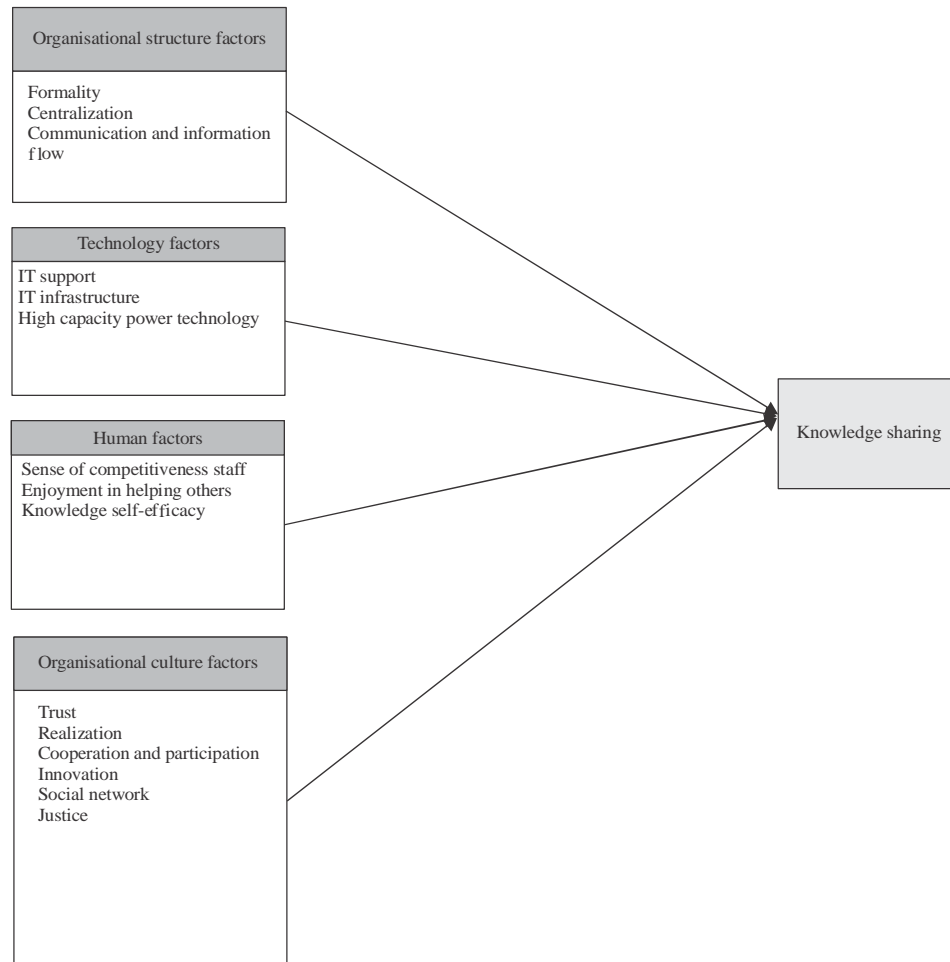 Organisational structure factors
Formality
Centralization
Communication and information
flow
Technology factors
IT support
IT infrastructure
High capacity power technology
Human factors
Sense of competitiveness staff
Enjoyment in helping others
Knowledge self-efficacy
Organisational culture factors
Trust
Realization
Cooperation and participation
Innovation
Social network
Justice
Knowledge sharing